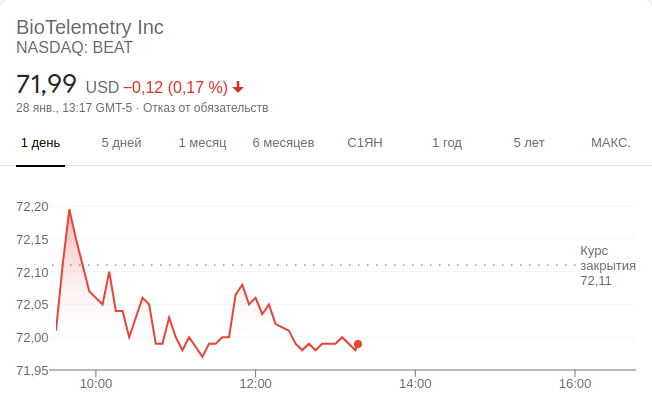 BioTelemetry Inc
NASDAQ: BEAT
71,99 USD −0,12 (0,17 %)
28 янв., 13:17 GMT-5 · Отказ от обязательств
1 день 5 дней 1 месяц 6 месяцев С1ЯН 1 год 5 лет МАКС.
72,20
72,15
Курс
72,10 закрытия
72,11
72,05
72,00
71,95
10:00 12:00 14:00 16:00